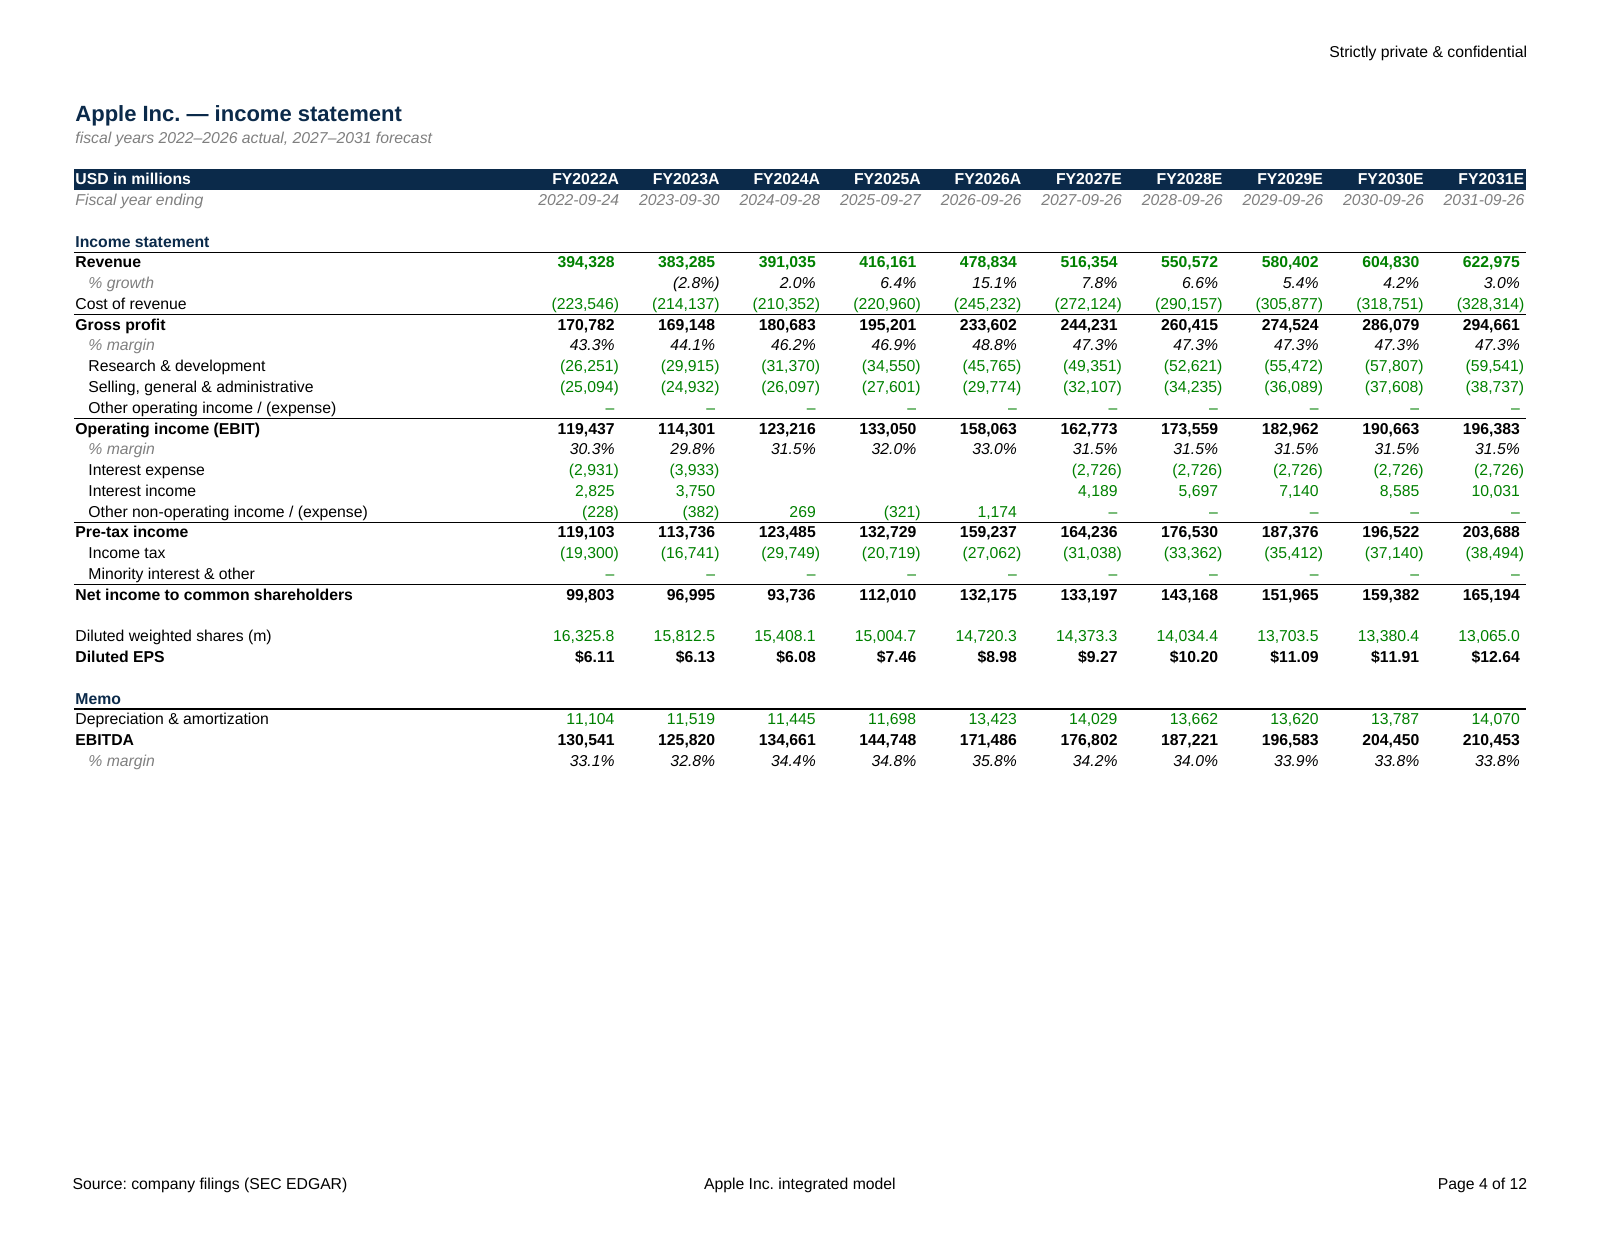 Strictly private & confidential
Apple Inc. — income statement
fiscal years 2022–2026 actual, 2027–2031 forecast
USD in millions FY2022A FY2023A FY2024A FY2025A FY2026A FY2027E FY2028E FY2029E FY2030E FY2031E
Fiscal year ending 2022-09-24 2023-09-30 2024-09-28 2025-09-27 2026-09-26 2027-09-26 2028-09-26 2029-09-26 2030-09-26 2031-09-26
Income statement
Revenue 394,328 383,285 391,035 416,161 478,834 516,354 550,572 580,402 604,830 622,975
% growth (2.8%) 2.0% 6.4% 15.1% 7.8% 6.6% 5.4% 4.2% 3.0%
Cost of revenue (223,546) (214,137) (210,352) (220,960) (245,232) (272,124) (290,157) (305,877) (318,751) (328,314)
Gross profit 170,782 169,148 180,683 195,201 233,602 244,231 260,415 274,524 286,079 294,661
% margin 43.3% 44.1% 46.2% 46.9% 48.8% 47.3% 47.3% 47.3% 47.3% 47.3%
Research & development (26,251) (29,915) (31,370) (34,550) (45,765) (49,351) (52,621) (55,472) (57,807) (59,541)
Selling, general & administrative (25,094) (24,932) (26,097) (27,601) (29,774) (32,107) (34,235) (36,089) (37,608) (38,737)
Other operating income / (expense) – – – – – – – – – –
Operating income (EBIT) 119,437 114,301 123,216 133,050 158,063 162,773 173,559 182,962 190,663 196,383
% margin 30.3% 29.8% 31.5% 32.0% 33.0% 31.5% 31.5% 31.5% 31.5% 31.5%
Interest expense (2,931) (3,933) (2,726) (2,726) (2,726) (2,726) (2,726)
Interest income 2,825 3,750 4,189 5,697 7,140 8,585 10,031
Other non-operating income / (expense) (228) (382) 269 (321) 1,174 – – – – –
Pre-tax income 119,103 113,736 123,485 132,729 159,237 164,236 176,530 187,376 196,522 203,688
Income tax (19,300) (16,741) (29,749) (20,719) (27,062) (31,038) (33,362) (35,412) (37,140) (38,494)
Minority interest & other – – – – – – – – – –
Net income to common shareholders 99,803 96,995 93,736 112,010 132,175 133,197 143,168 151,965 159,382 165,194
Diluted weighted shares (m) 16,325.8 15,812.5 15,408.1 15,004.7 14,720.3 14,373.3 14,034.4 13,703.5 13,380.4 13,065.0
Diluted EPS $6.11 $6.13 $6.08 $7.46 $8.98 $9.27 $10.20 $11.09 $11.91 $12.64
Memo
Depreciation & amortization 11,104 11,519 11,445 11,698 13,423 14,029 13,662 13,620 13,787 14,070
EBITDA 130,541 125,820 134,661 144,748 171,486 176,802 187,221 196,583 204,450 210,453
% margin 33.1% 32.8% 34.4% 34.8% 35.8% 34.2% 34.0% 33.9% 33.8% 33.8%
Source: company filings (SEC EDGAR) Apple Inc. integrated model Page 4 of 12